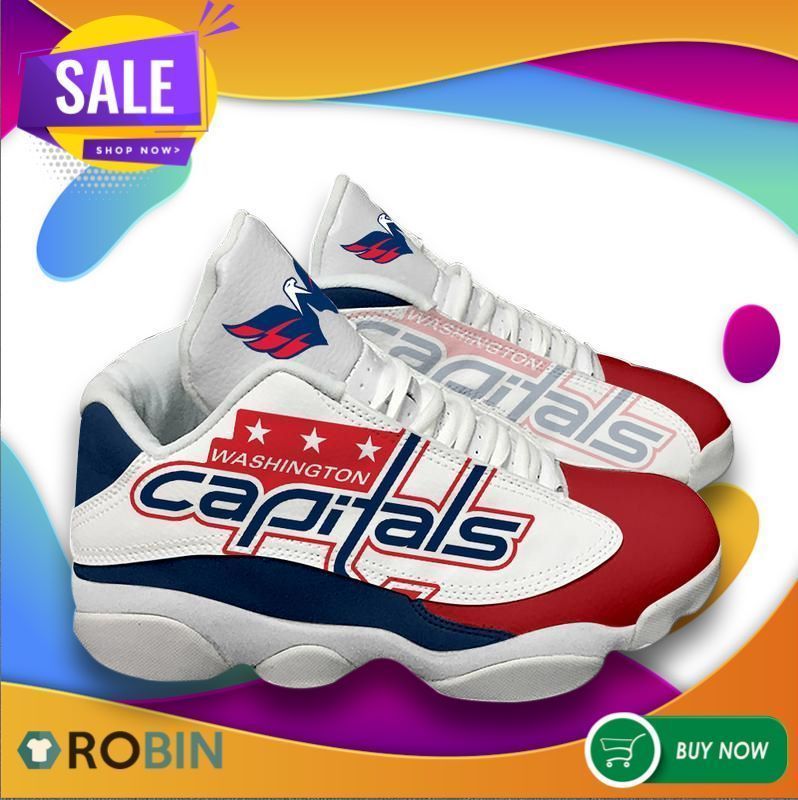 SALE
SHOP NOW>
WASHINGTON
capitals
WASHINGTON
capitals
ROBIN
BUY NOW